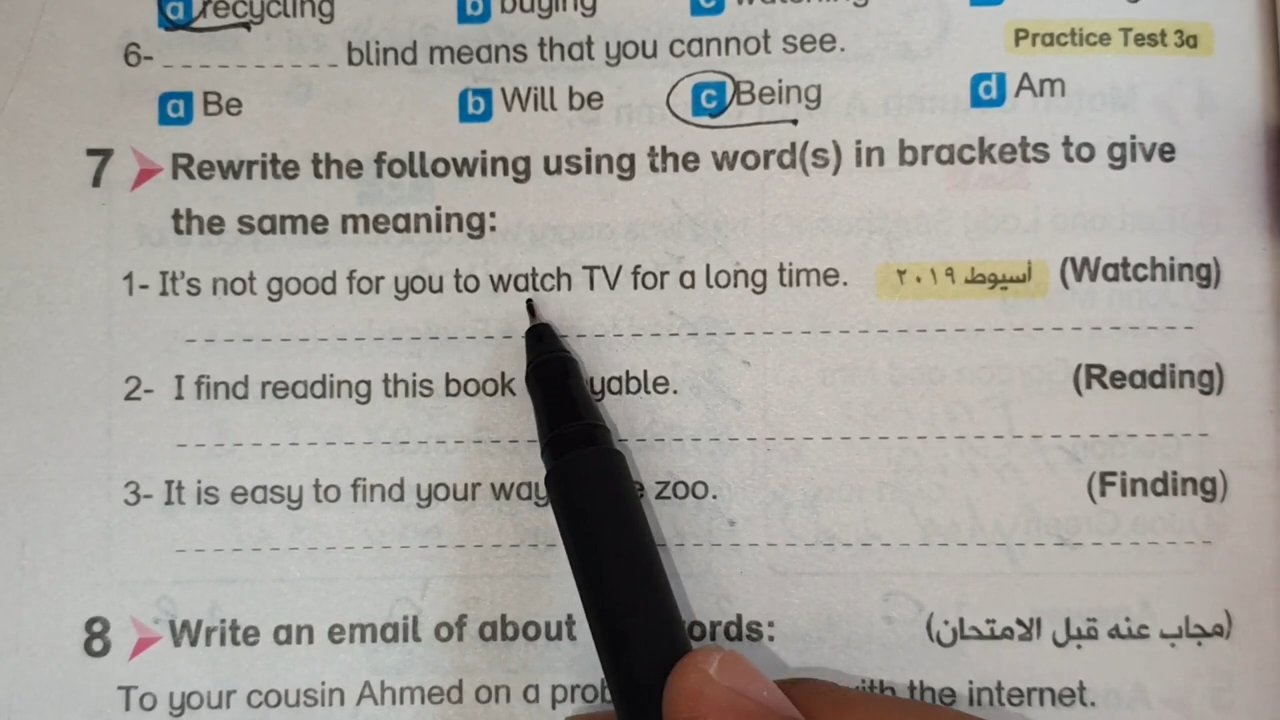 a recycling b buying c
6- __________ blind means that you cannot see. Practice Test 3a
a Be b Will be c Being d Am
7 Rewrite the following using the word(s) in brackets to give
the same meaning:
1- It's not good for you to watch TV for a long time. أسيوط ٢٠١٩ (Watching)
2- I find reading this book yable. (Reading)
3- It is easy to find your way zoo. (Finding)
8 Write an email of about ords: (مجاب عنه قبل الامتحان)
To your cousin Ahmed on a prob with the internet.